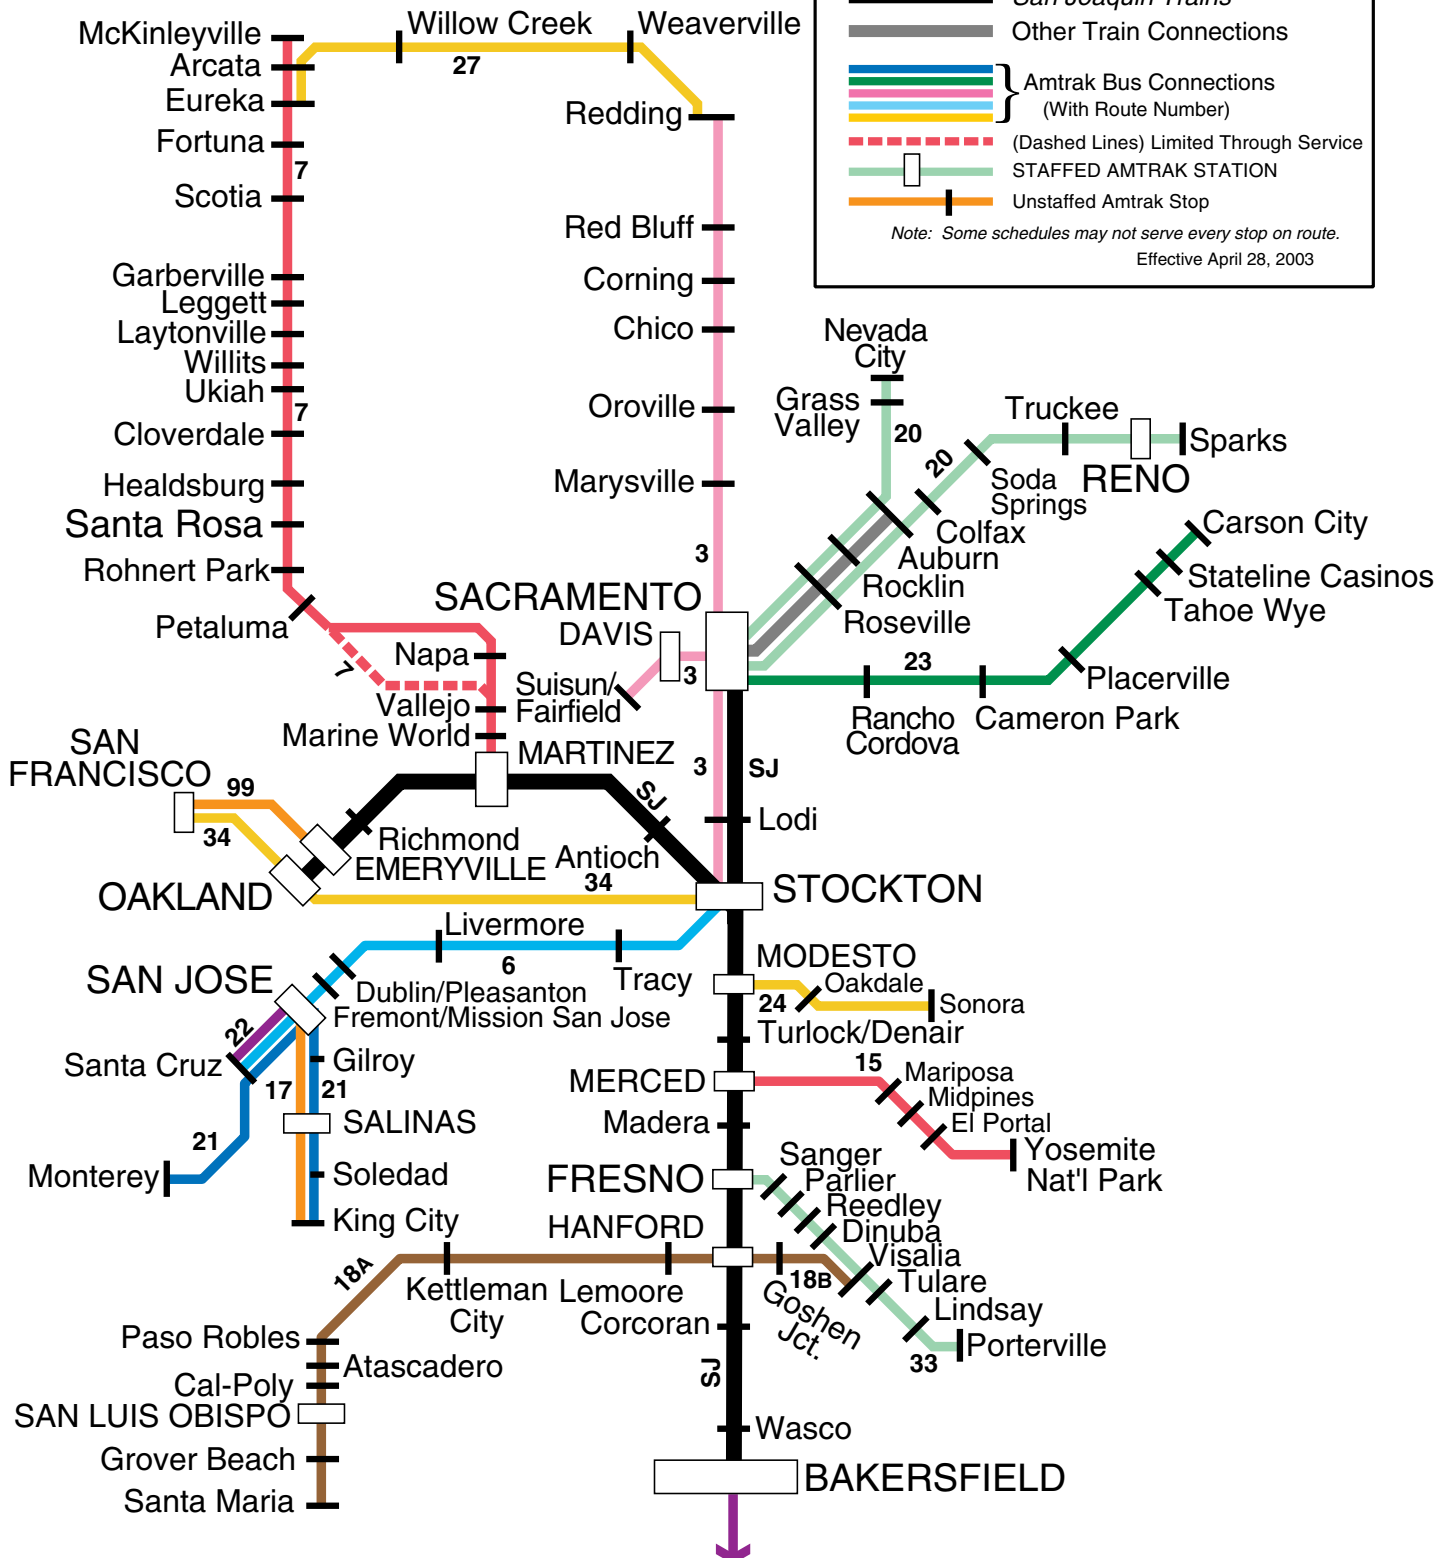 San Joaquin Trains
Other Train Connections
Amtrak Bus Connections
(With Route Number)
(Dashed Lines) Limited Through Service
STAFFED AMTRAK STATION
Unstaffed Amtrak Stop
Note: Some schedules may not serve every stop on route.
Effective April 28, 2003
McKinleyville
Arcata
Eureka
Fortuna
7
Scotia
Garberville
Leggett
Laytonville
Willits
Ukiah
7
Cloverdale
Healdsburg
Santa Rosa
Rohnert Park
Petaluma
7
Napa
Vallejo
Marine World
Willow Creek
27
Weaverville
Redding
Red Bluff
Corning
Chico
Oroville
Marysville
3
SACRAMENTO
DAVIS
3
Suisun/
Fairfield
Nevada
City
Grass
Valley
20
20
Truckee
RENO
Sparks
Soda
Springs
Colfax
Auburn
Rocklin
Roseville
Carson City
Stateline Casinos
Tahoe Wye
Placerville
23
Rancho
Cordova
Cameron Park
SAN
FRANCISCO
99
34
MARTINEZ
SJ
Richmond
EMERYVILLE
Antioch
OAKLAND
34
3
SJ
Lodi
STOCKTON
Livermore
6
Tracy
SAN JOSE
Dublin/Pleasanton
Fremont/Mission San Jose
22
Santa Cruz
Gilroy
17
21
SALINAS
21
Monterey
Soledad
King City
MODESTO
Oakdale
24
Sonora
Turlock/Denair
MERCED
15
Mariposa
Midpines
El Portal
Yosemite
Nat'l Park
Madera
FRESNO
Sanger
Parlier
Reedley
Dinuba
Visalia
Tulare
Lindsay
Porterville
33
HANFORD
18B
Goshen
Jct.
18A
Kettleman
City
Lemoore
Corcoran
Paso Robles
Atascadero
Cal-Poly
SAN LUIS OBISPO
Grover Beach
Santa Maria
SJ
Wasco
BAKERSFIELD